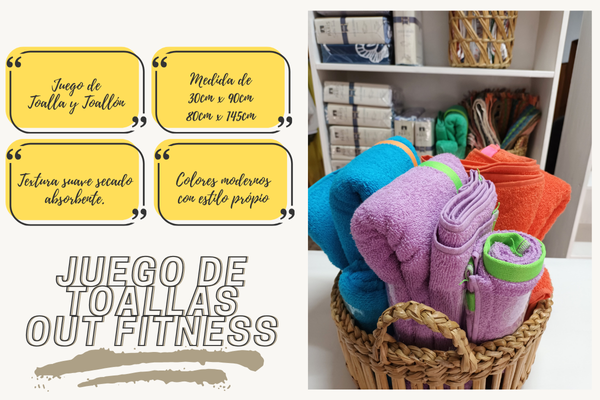 Juego de
Toalla y Toallón
Medida de
30cm x 90cm
80cm x 145cm
Textura suave secado
absorbente.
Colores modernos
con estilo própio
JUEGO DE
TOALLAS
OUT FITNESS